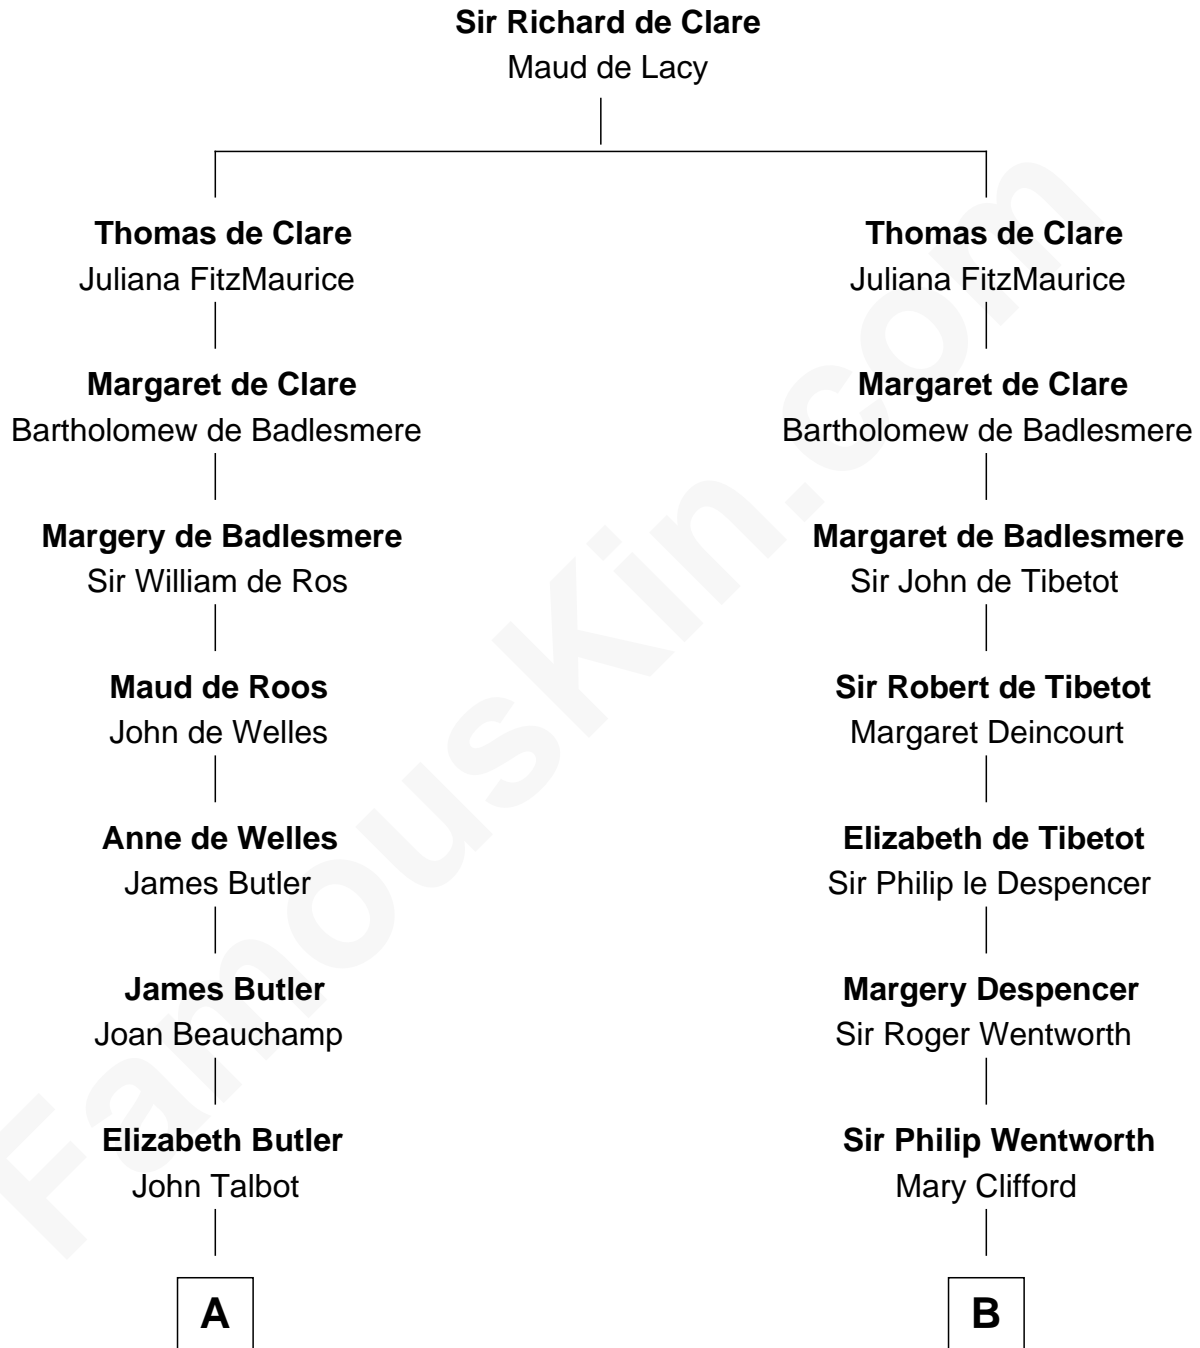 Sir Richard de Clare
Maud de Lacy
Thomas de Clare
Juliana FitzMaurice
Margaret de Clare
Bartholomew de Badlesmere
Margery de Badlesmere
Sir William de Ros
Maud de Roos
John de Welles
Anne de Welles
James Butler
James Butler
Joan Beauchamp
Elizabeth Butler
John Talbot
A
Thomas de Clare
Juliana FitzMaurice
Margaret de Clare
Bartholomew de Badlesmere
Margaret de Badlesmere
Sir John de Tibetot
Sir Robert de Tibetot
Margaret Deincourt
Elizabeth de Tibetot
Sir Philip le Despencer
Margery Despencer
Sir Roger Wentworth
Sir Philip Wentworth
Mary Clifford
B
FamousKin.com